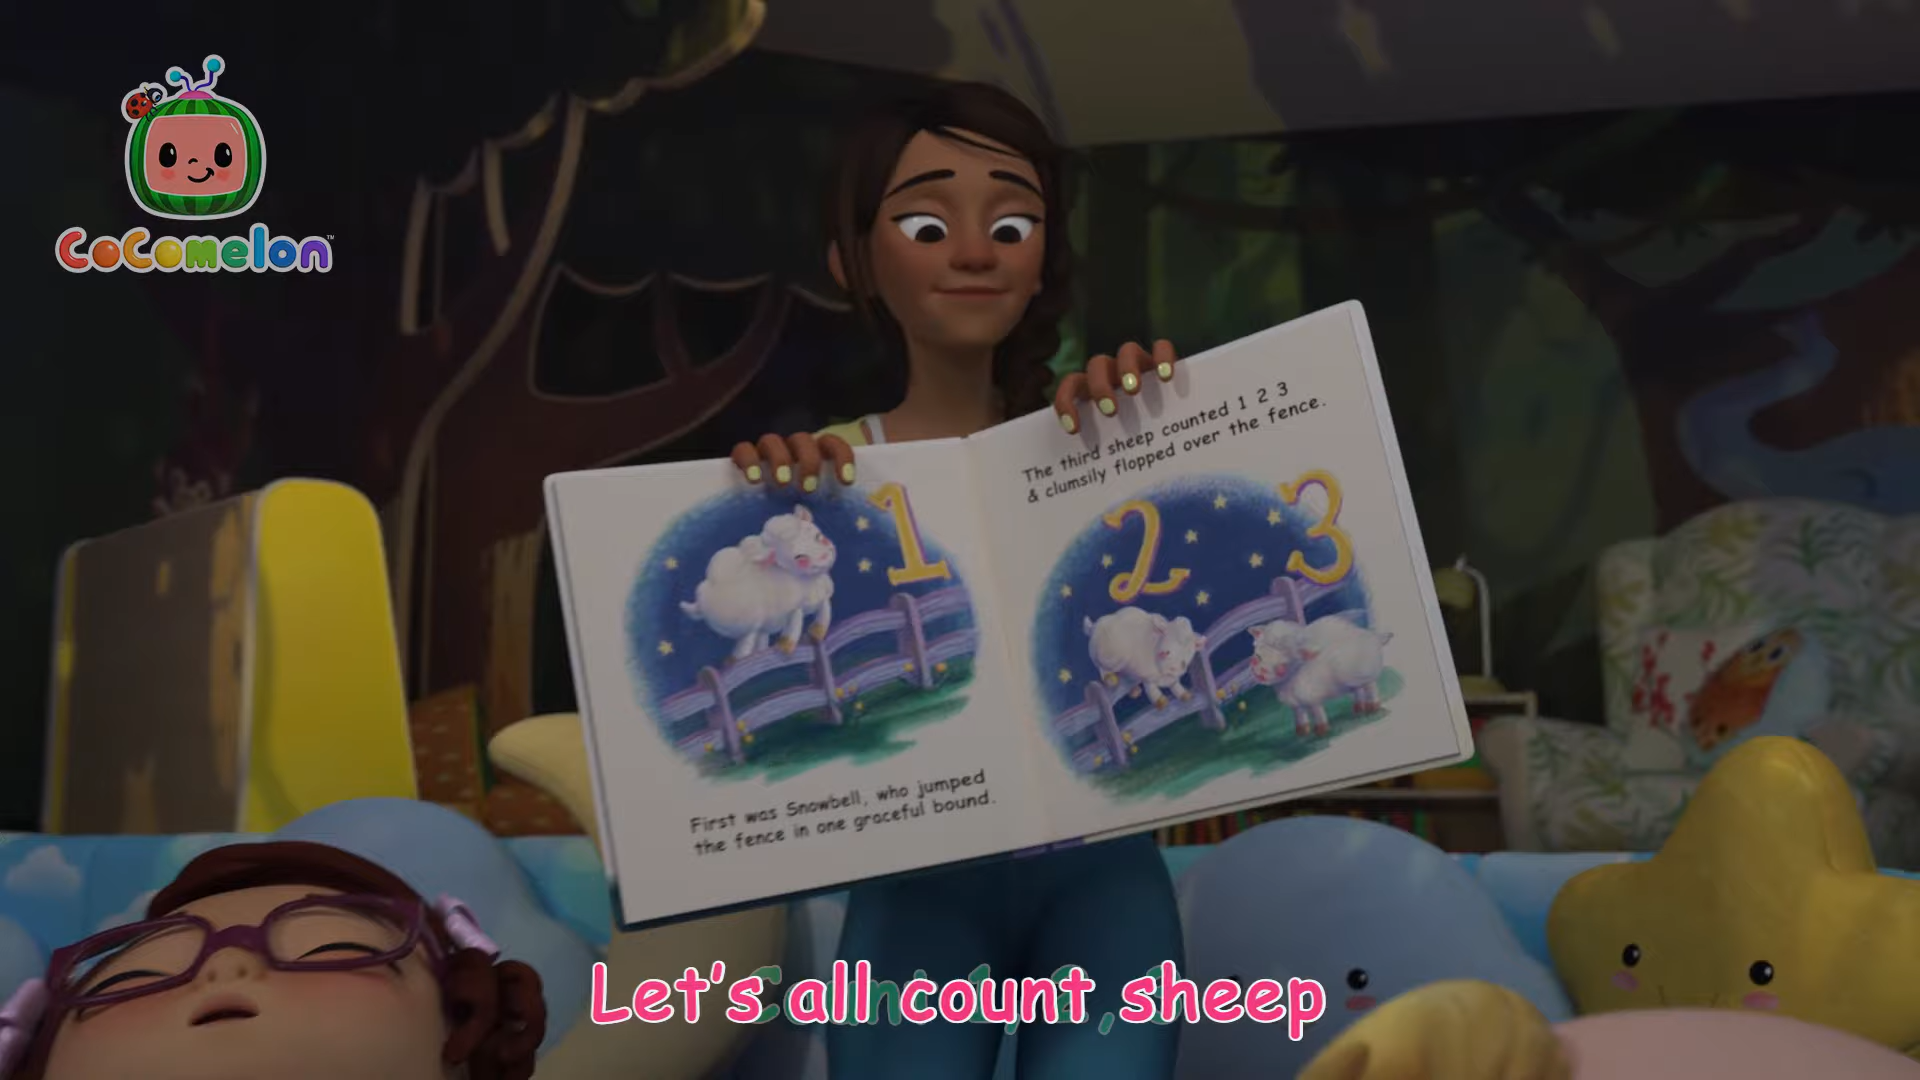 CoCoMelon™
1
First was Snowbell, who jumped
the fence in one graceful bound.
The third sheep counted 1 2 3
& clumsily flopped over the fence.
2
3
Let's all count sheep